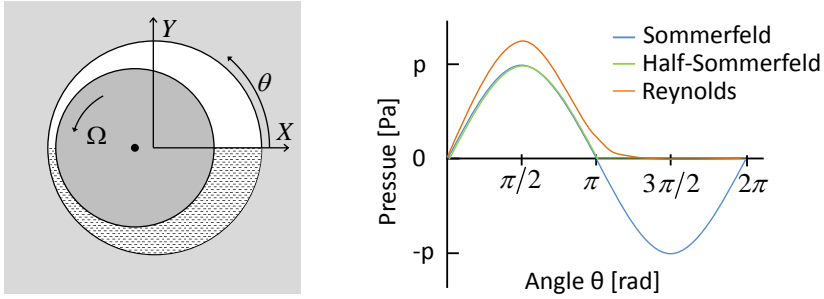 Y
θ
Ω
X
Sommerfeld
Half-Sommerfeld
Reynolds
Pressue [Pa]
p
0
-p
π/2
π
3π/2
2π
Angle θ [rad]